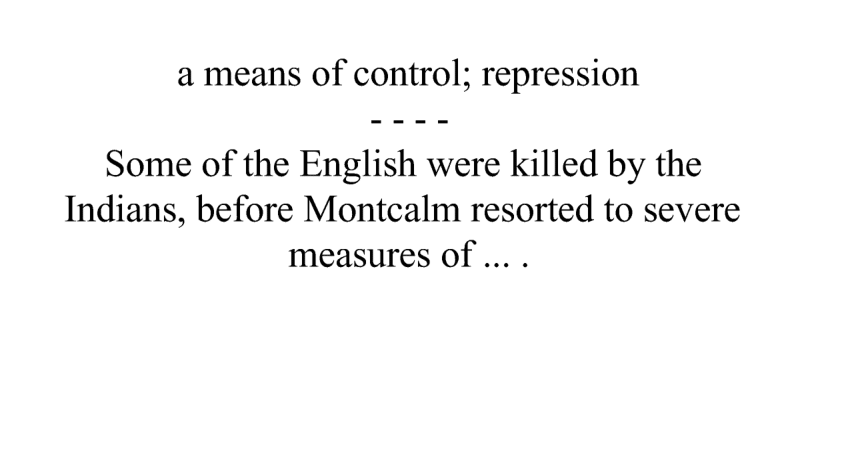 a means of control; repression
- - - -
Some of the English were killed by the
Indians, before Montcalm resorted to severe
measures of ... .